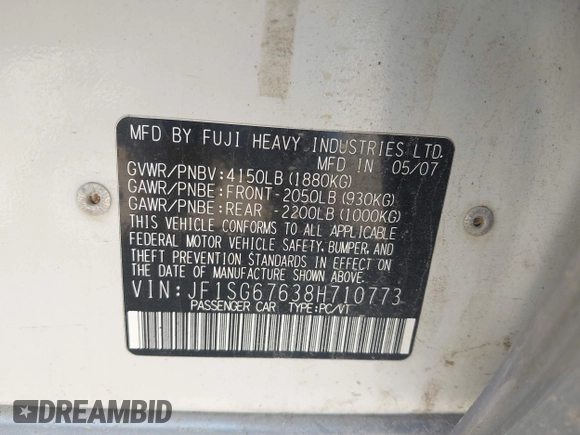 MFD BY FUJI HEAVY INDUSTRIES LTD.
MFD IN 05/07
GVWR/PNBV:4150LB (1880KG)
GAWR/PNBE:FRONT-2050LB (930KG)
GAWR/PNBE:REAR -2200LB (1000KG)
THIS VEHICLE CONFORMS TO ALL APPLICABLE
FEDERAL MOTOR VEHICLE SAFETY, BUMPER, AND
THEFT PREVENTION STANDARDS IN EFFECT ON
THE DATE OF MANUFACTURE SHOWN ABOVE.
VIN:JF1SG67638H710773
PASSENGER CAR TYPE:PC/VT
DREAMBID